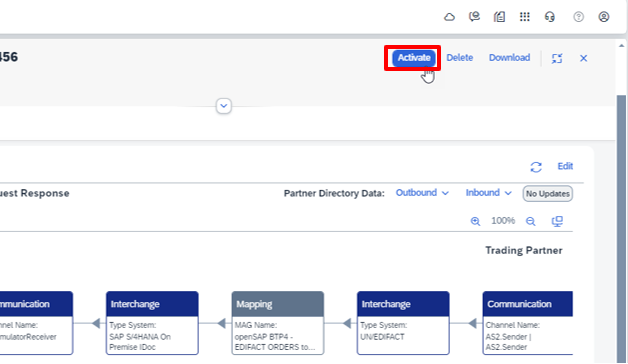 456
Activate
Delete
Download
Edit
uest Response
Partner Directory Data:
Outbound
Inbound
No Updates
100%
Trading Partner
mmunication
Interchange
Mapping
Interchange
Communication
nnel Name:
mulatorReceiver
Type System:
SAP S/4HANA On
Premise IDoc
MAG Name:
openSAP BTP4 -
EDIFACT ORDERS to...
Type System:
UN/EDIFACT
Channel Name:
AS2.Sender |
AS2.Sender